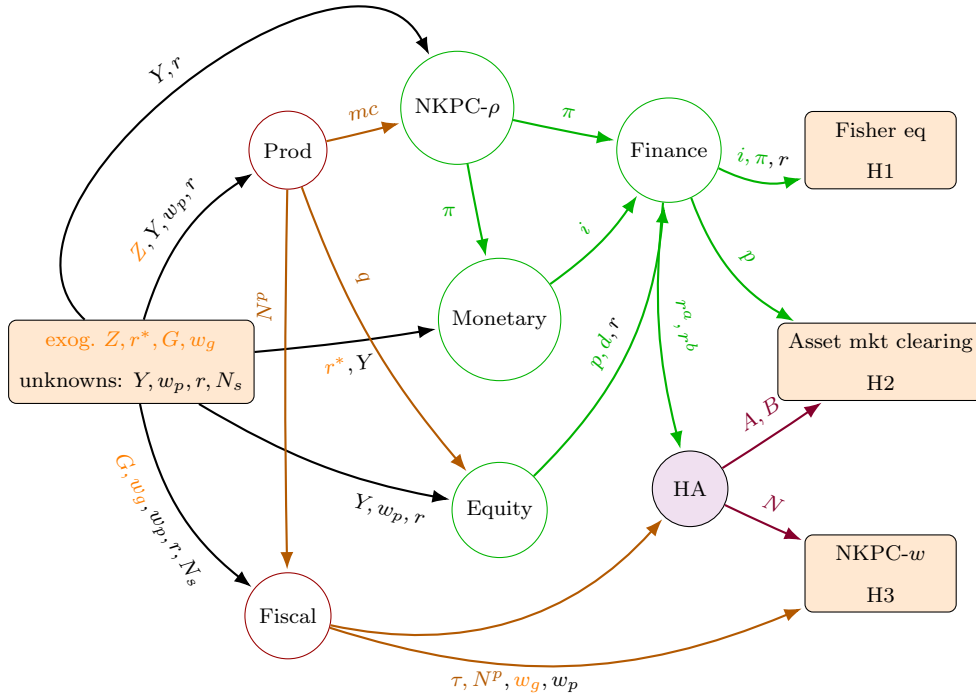 Y, r
NKPC-ρ
mc
π
Prod
Finance
Fisher eq
H1
i, π, r
Z, Y, w_p, r
π
i
p
q
N^p
Monetary
r^a, r^b
exog. Z, r*, G, w_g
unknowns: Y, w_p, r, N_s
r*, Y
p, d, r
Asset mkt clearing
H2
A, B
G, w_g, w_p, r, N_s
Y, w_p, r
Equity
HA
N
NKPC-w
H3
Fiscal
τ, N^p, w_g, w_p